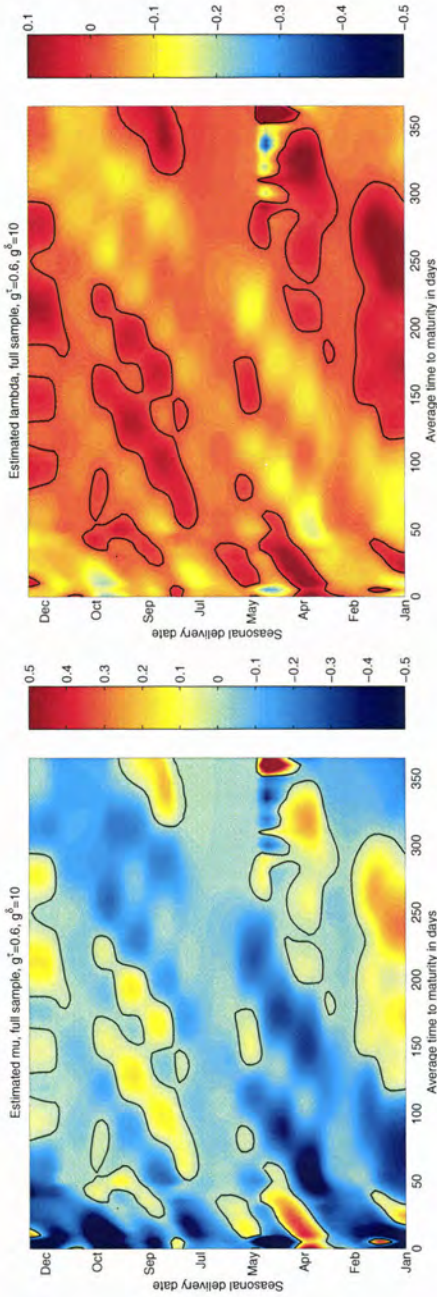 Estimated mu, full sample, gᵀ=0.6, gᵟ=10
Seasonal delivery date
Dec
Oct
Sep
Jul
May
Apr
Feb
Jan
0
50
100
150
200
250
300
350
Average time to maturity in days
0.5
0.4
0.3
0.2
0.1
0
−0.1
−0.2
−0.3
−0.4
−0.5
Estimated lambda, full sample, gᵀ=0.6, gᵟ=10
Seasonal delivery date
Dec
Oct
Sep
Jul
May
Apr
Feb
Jan
0
50
100
150
200
250
300
350
Average time to maturity in days
0.1
0
−0.1
−0.2
−0.3
−0.4
−0.5